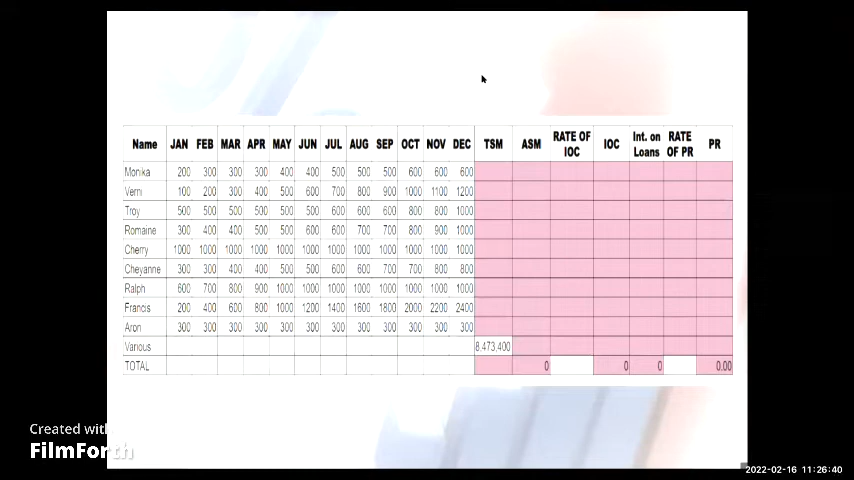 Name JAN FEB MAR APR MAY JUN JUL AUG SEP OCT NOV DEC TSM ASM RATE OF IOC IOC Int. on Loans RATE OF PR PR
Monika 200 300 300 300 400 400 500 500 500 600 600 600
Verni 100 200 300 400 500 600 700 800 900 1000 1100 1200
Troy 500 500 500 500 500 500 600 600 600 800 800 1000
Romaine 300 400 400 500 500 600 600 700 700 800 900 1000
Cherry 1000 1000 1000 1000 1000 1000 1000 1000 1000 1000 1000 1000
Cheyanne 300 300 400 400 500 500 600 600 700 700 800 800
Ralph 600 700 800 900 1000 1000 1000 1000 1000 1000 1000 1000
Francis 200 400 600 800 1000 1200 1400 1600 1800 2000 2200 2400
Aron 300 300 300 300 300 300 300 300 300 300 300 300
Various 8,473,400
TOTAL 0 0 0 0.00
Created with
FilmForth
2022-02-16 11:26:40